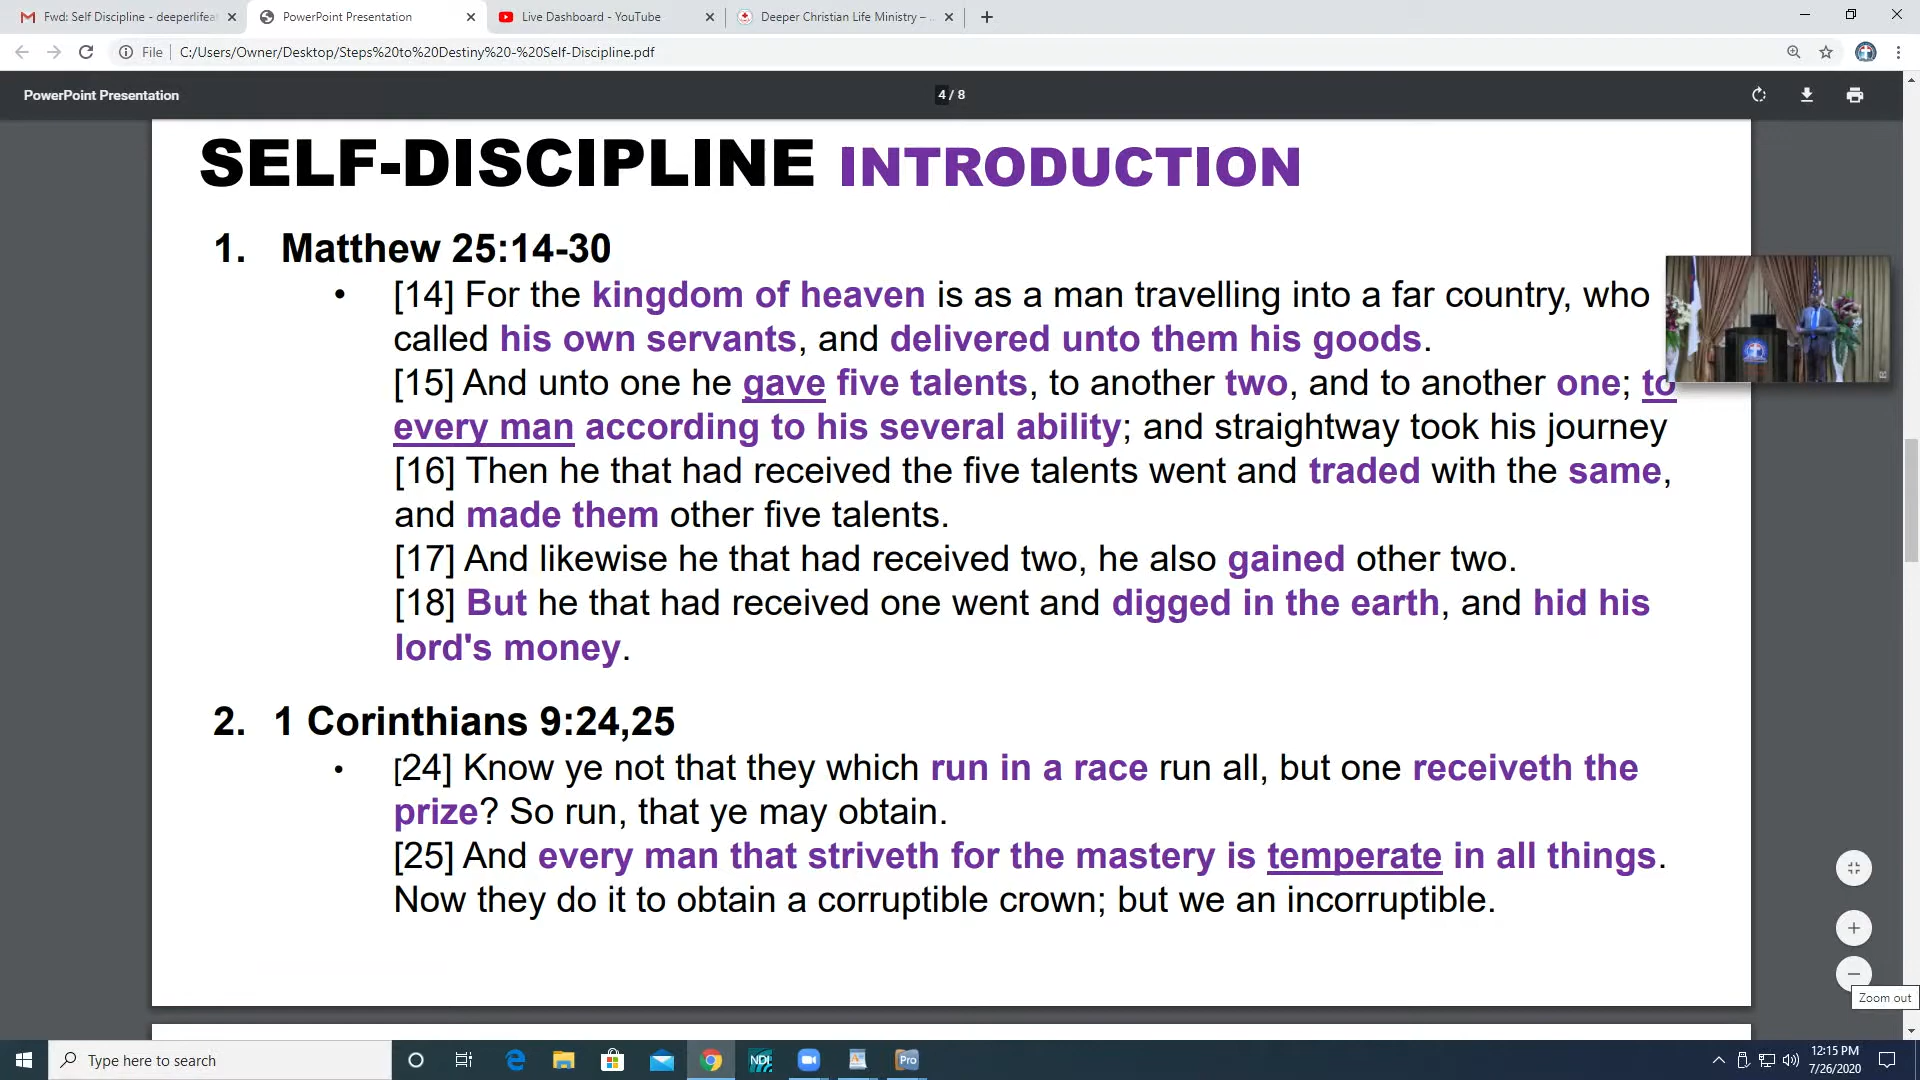 Fwd: Self Discipline - deeperlifeat
PowerPoint Presentation
Live Dashboard - YouTube
Deeper Christian Life Ministry – ..
File
C:/Users/Owner/Desktop/Steps%20to%20Destiny%20-%20Self-Discipline.pdf
PowerPoint Presentation
4 / 8
SELF-DISCIPLINE INTRODUCTION
1. Matthew 25:14-30
• [14] For the kingdom of heaven is as a man travelling into a far country, who
called his own servants, and delivered unto them his goods.
[15] And unto one he gave five talents, to another two, and to another one; to
every man according to his several ability; and straightway took his journey
[16] Then he that had received the five talents went and traded with the same,
and made them other five talents.
[17] And likewise he that had received two, he also gained other two.
[18] But he that had received one went and digged in the earth, and hid his
lord's money.
2. 1 Corinthians 9:24,25
• [24] Know ye not that they which run in a race run all, but one receiveth the
prize? So run, that ye may obtain.
[25] And every man that striveth for the mastery is temperate in all things.
Now they do it to obtain a corruptible crown; but we an incorruptible.
Zoom out
Type here to search
NDI
Pro
12:15 PM
7/26/2020